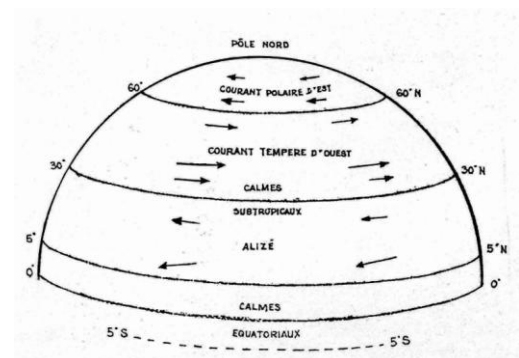 PÔLE NORD
60° COURANT POLAIRE D'EST 60°N
COURANT TEMPERE D'OUEST
30° 30°N
CALMES
SUBTROPICAUX
5° ALIZÉ 5°N
0° 0°
CALMES
5°S EQUATORIAUX 5°S